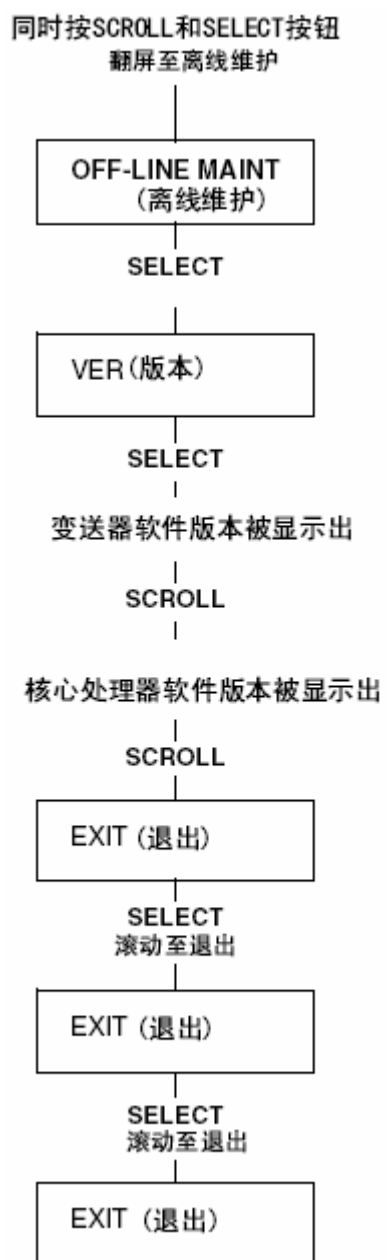 同时按SCROLL和SELECT按钮
翻屏至离线维护
OFF-LINE MAINT
(离线维护)
SELECT
VER(版本)
SELECT
变送器软件版本被显示出
SCROLL
核心处理器软件版本被显示出
SCROLL
EXIT (退出)
SELECT
滚动至退出
EXIT (退出)
SELECT
滚动至退出
EXIT (退出)